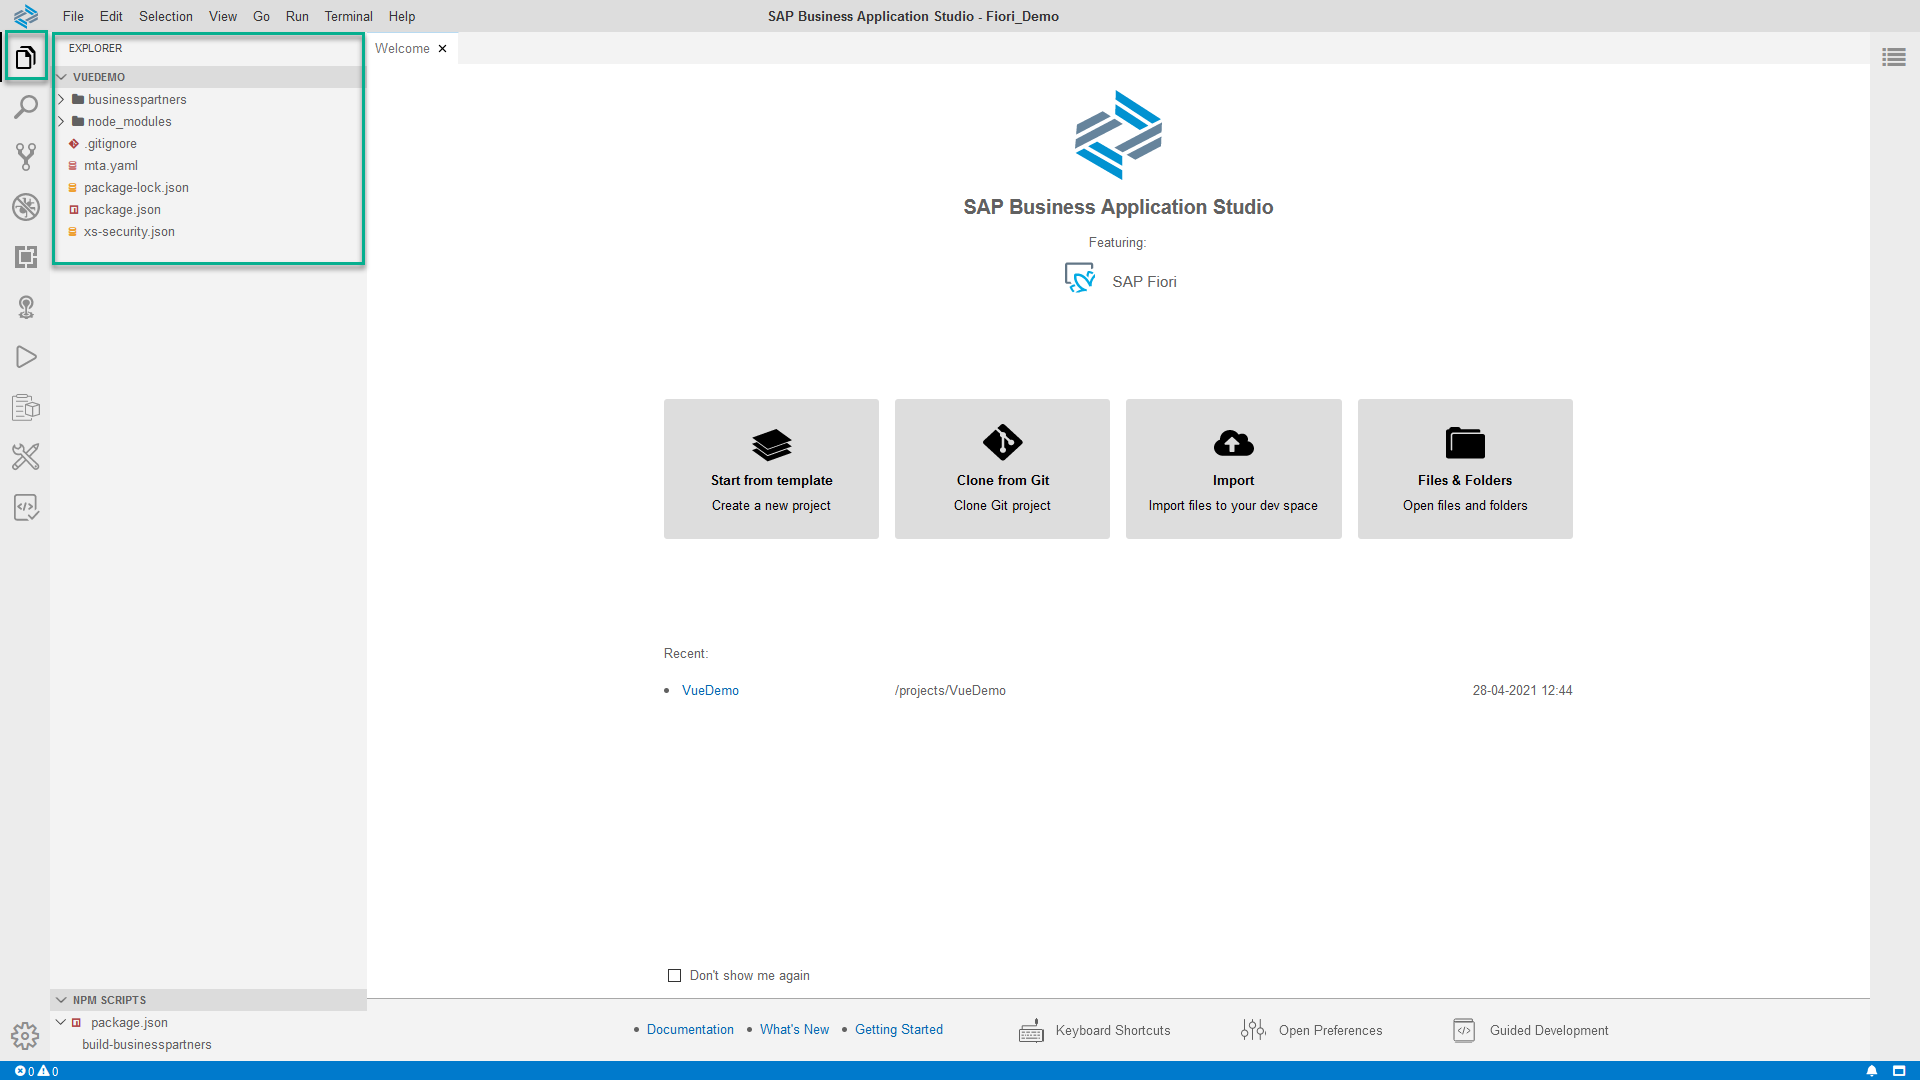 File Edit Selection View Go Run Terminal Help
SAP Business Application Studio - Fiori_Demo
EXPLORER
VUEDEMO
businesspartners
node_modules
.gitignore
mta.yaml
package-lock.json
package.json
xs-security.json
Welcome
SAP Business Application Studio
Featuring:
SAP Fiori
Start from template
Create a new project
Clone from Git
Clone Git project
Import
Import files to your dev space
Files & Folders
Open files and folders
Recent:
VueDemo /projects/VueDemo 28-04-2021 12:44
Don't show me again
NPM SCRIPTS
package.json
build-businesspartners
Documentation What's New Getting Started
Keyboard Shortcuts
Open Preferences
Guided Development
0 0